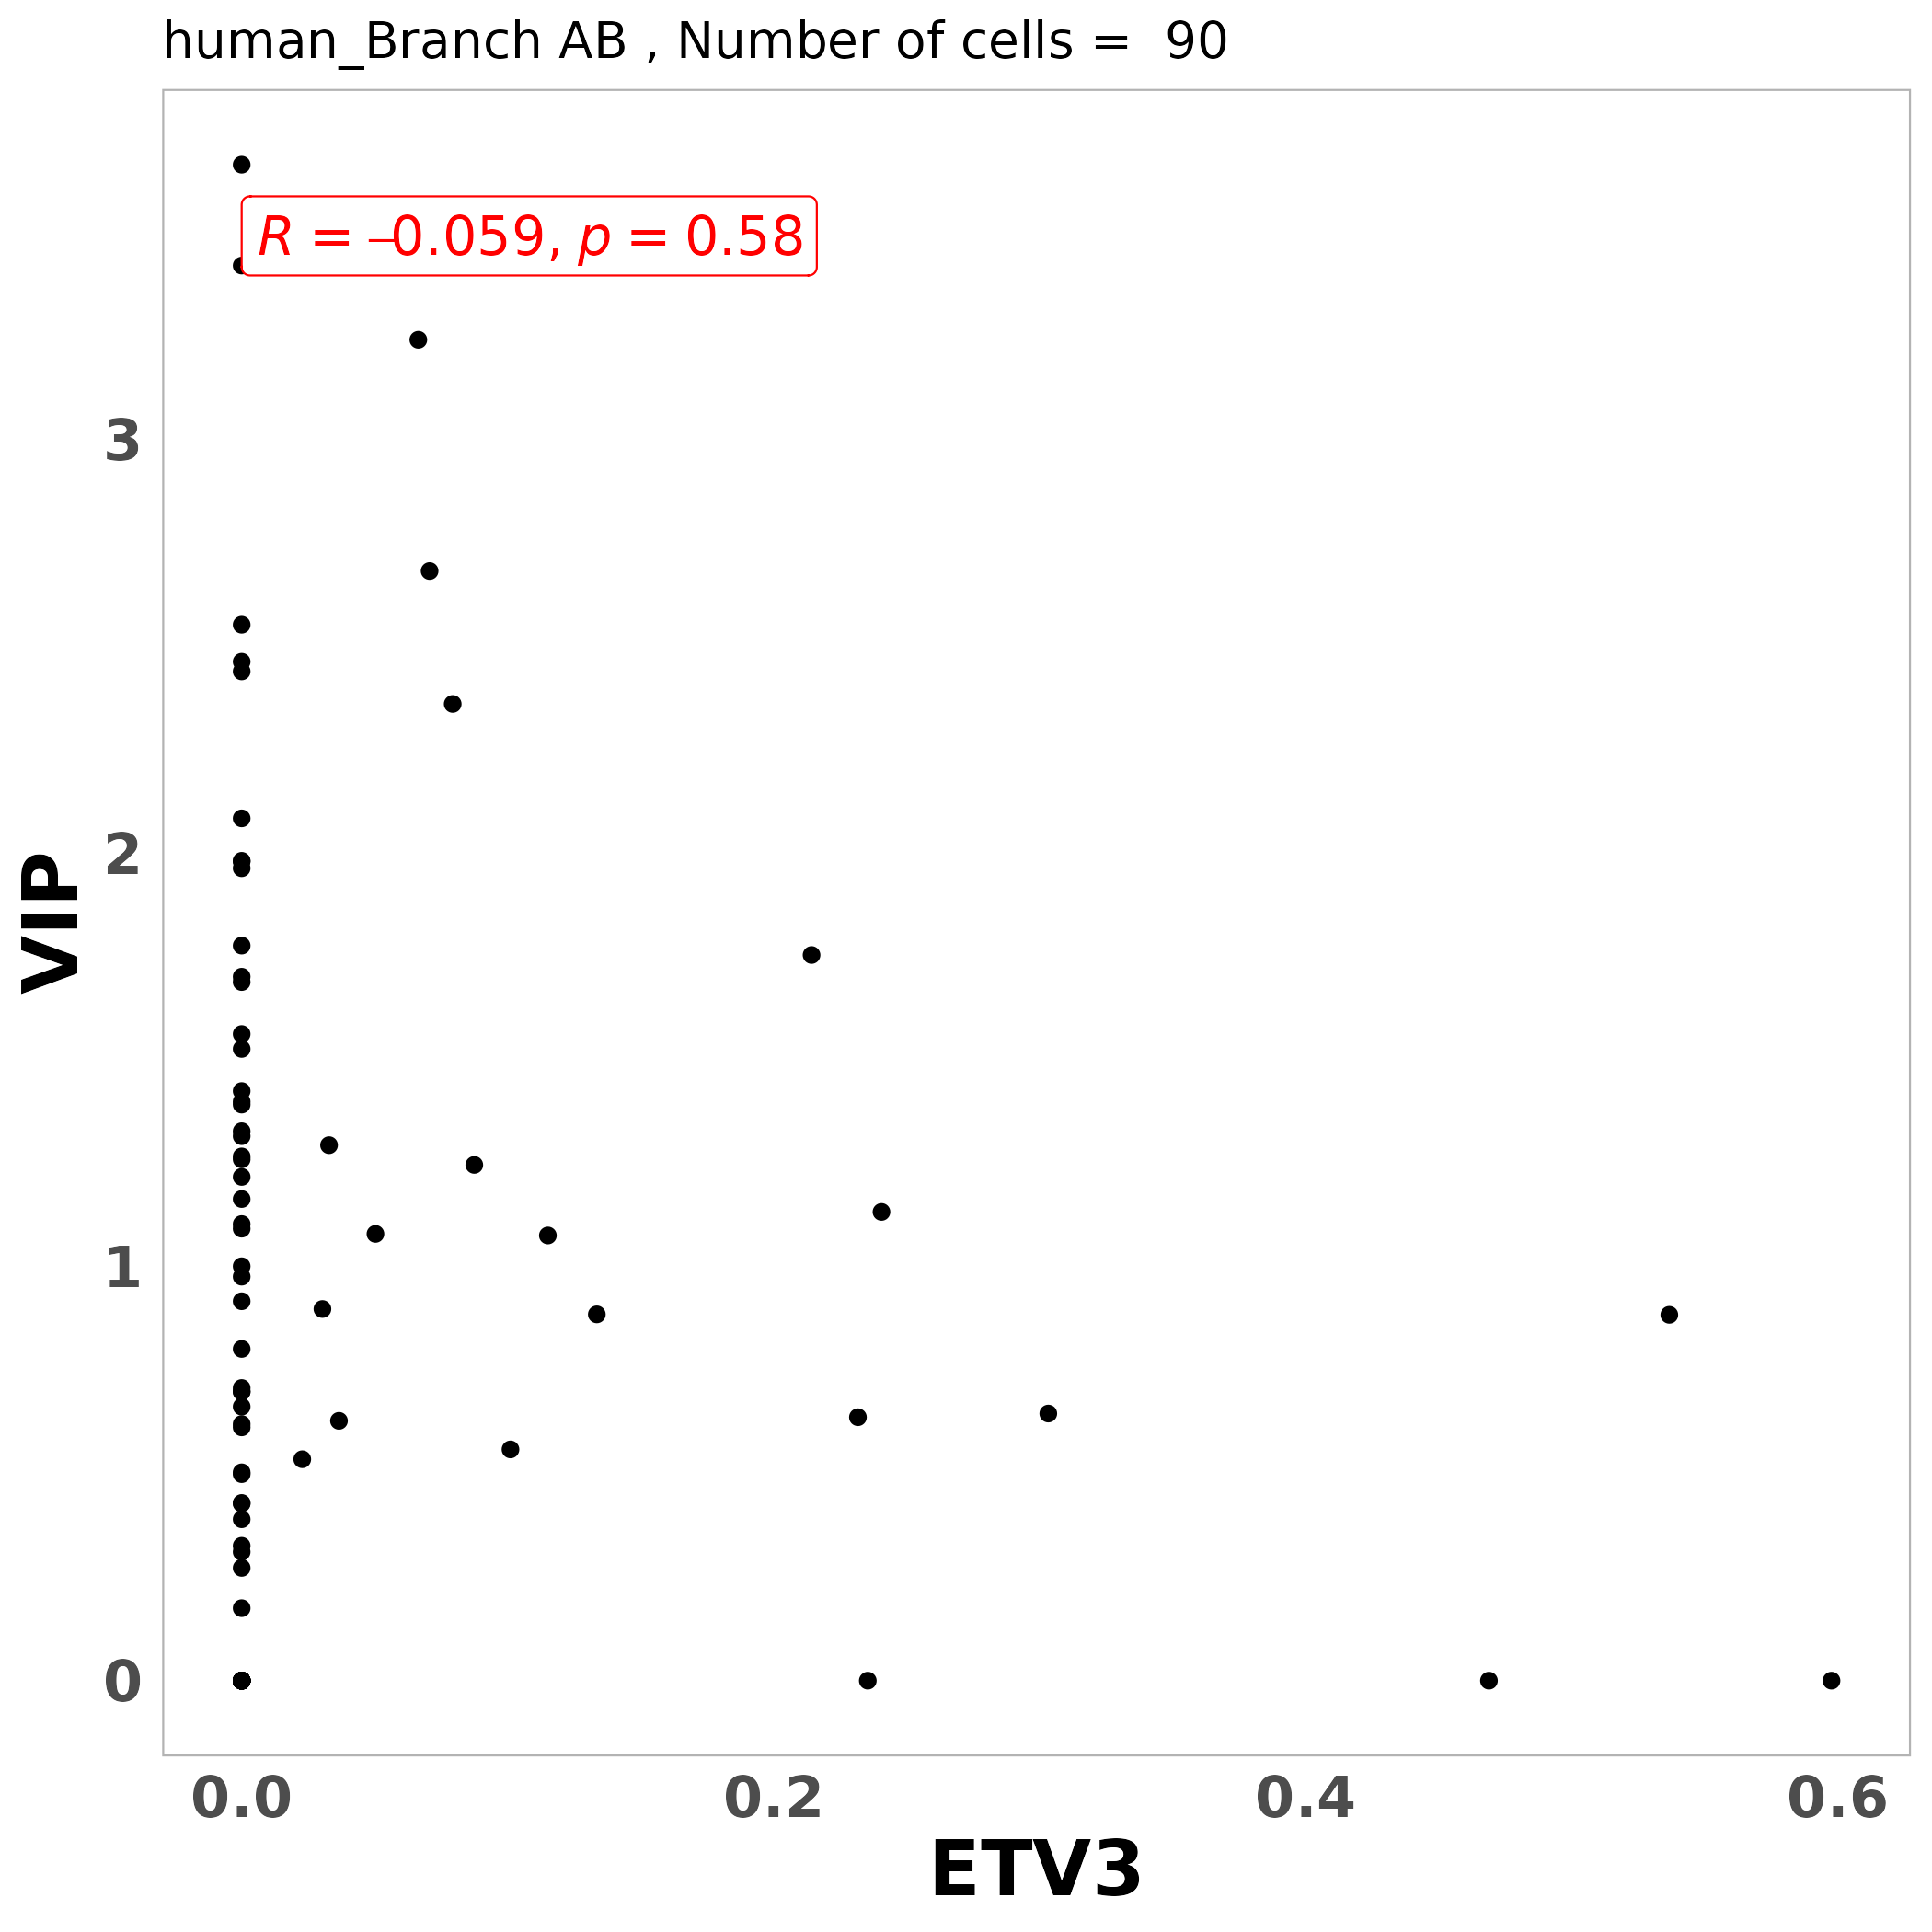 human_Branch AB , Number of cells =  90
R = –0.059, p = 0.58
3
2
1
0
VIP
0.0 0.2 0.4 0.6
ETV3